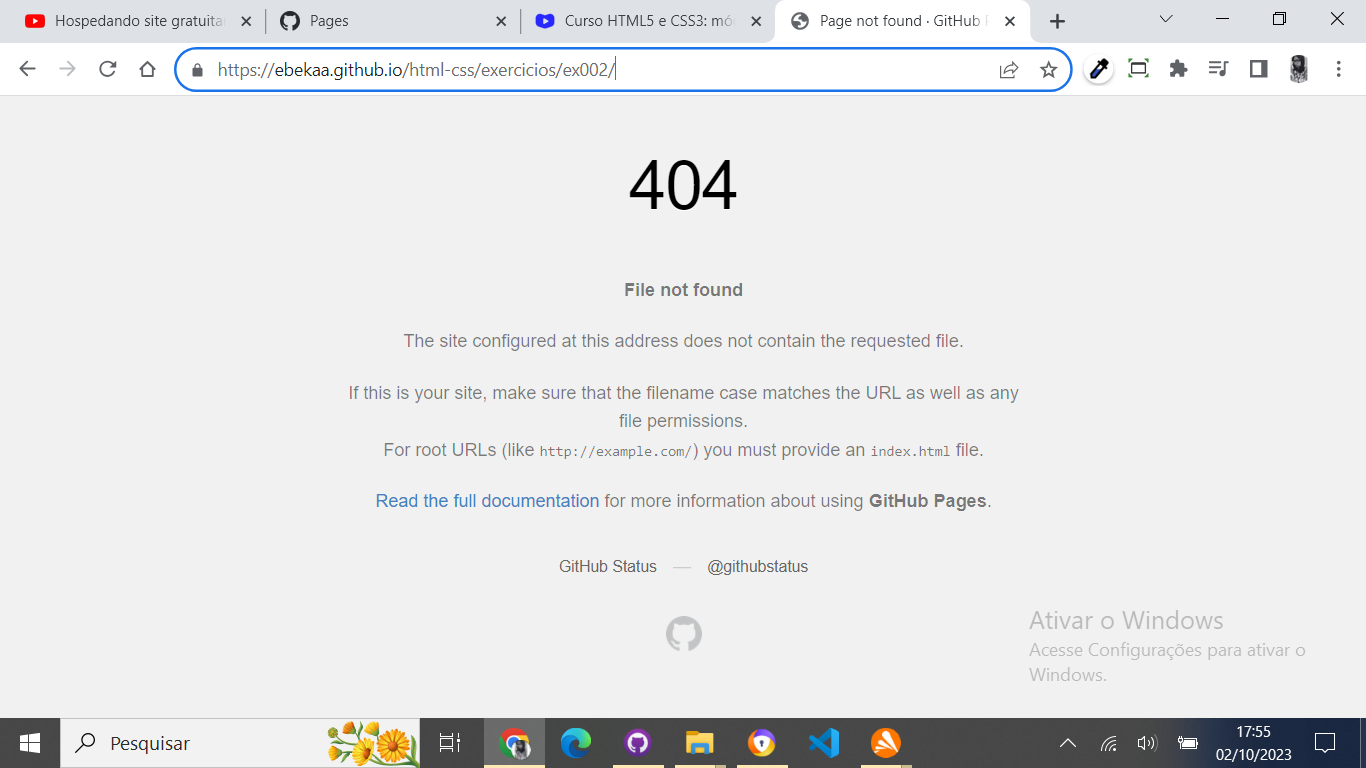 Hospedando site gratuita
Pages
Curso HTML5 e CSS3: mód
Page not found · GitHub P
https://ebekaa.github.io/html-css/exercicios/ex002/
404
File not found
The site configured at this address does not contain the requested file.
If this is your site, make sure that the filename case matches the URL as well as any
file permissions.
For root URLs (like http://example.com/) you must provide an index.html file.
Read the full documentation for more information about using GitHub Pages.
GitHub Status — @githubstatus
Ativar o Windows
Acesse Configurações para ativar o
Windows.
Pesquisar
17:55
02/10/2023